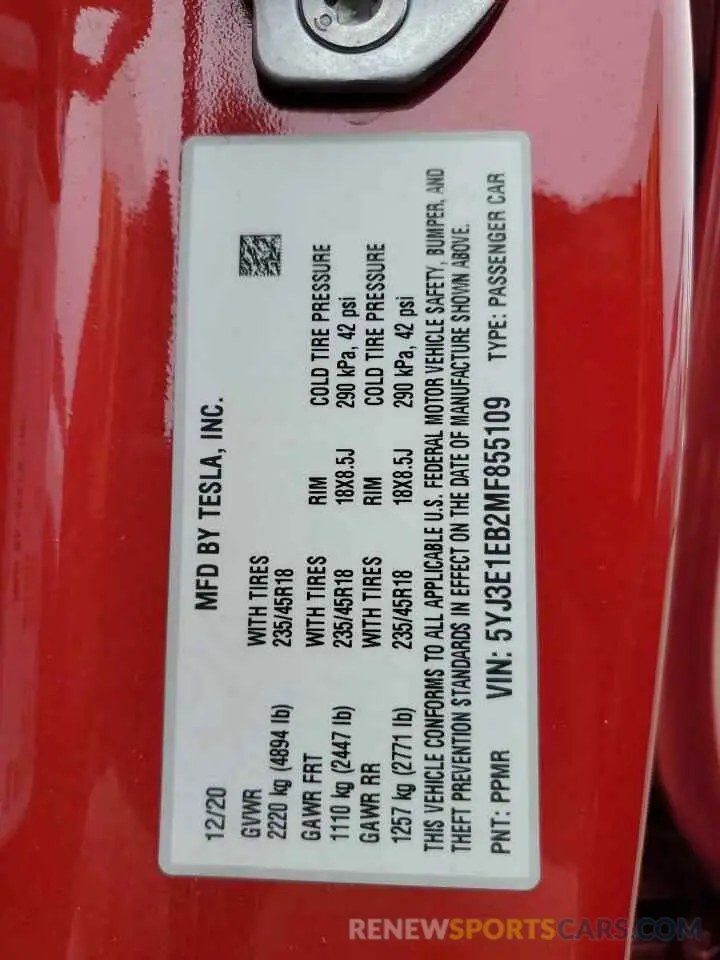 MFD BY TESLA, INC.
12/20
GVWR WITH TIRES
2220 kg (4894 lb) 235/45R18
GAWR FRT WITH TIRES RIM COLD TIRE PRESSURE
1110 kg (2447 lb) 235/45R18 18X8.5J 290 kPa, 42 psi
GAWR RR WITH TIRES RIM COLD TIRE PRESSURE
1257 kg (2771 lb) 235/45R18 18X8.5J 290 kPa, 42 psi
THIS VEHICLE CONFORMS TO ALL APPLICABLE U.S. FEDERAL MOTOR VEHICLE SAFETY, BUMPER, AND
THEFT PREVENTION STANDARDS IN EFFECT ON THE DATE OF MANUFACTURE SHOWN ABOVE.
PNT: PPMR VIN: 5YJ3E1EB2MF855109 TYPE: PASSENGER CAR
RENEWSPORTSCARS.COM